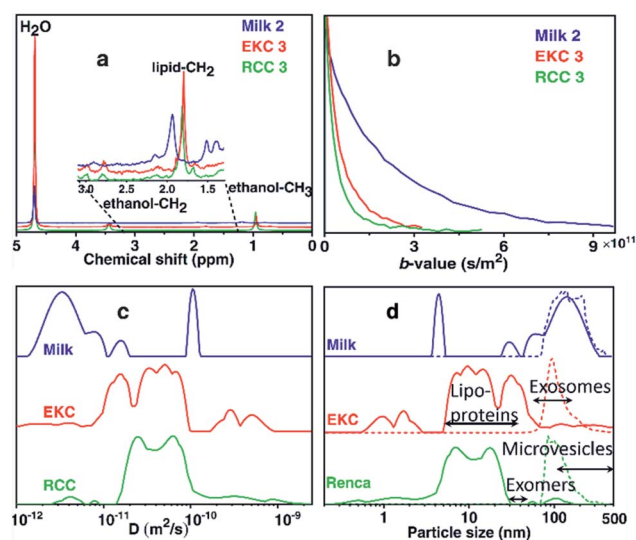 H₂O
Milk 2
EKC 3
RCC 3
a
lipid-CH₂
3.0 2.5 2.0 1.5
ethanol-CH₂
ethanol-CH₃
5 4 3 2 1
Chemical shift (ppm)
Milk 2
EKC 3
RCC 3
b
0 3 6 9 ×10¹¹
b-value (s/m²)
c
Milk
EKC
RCC
10⁻¹² 10⁻¹¹ 10⁻¹⁰ 10⁻⁹
D (m²/s)
d
Milk
EKC
Lipo-
proteins
Exosomes
Microvesicles
Renca
Exomers
1 10 100 500
Particle size (nm)